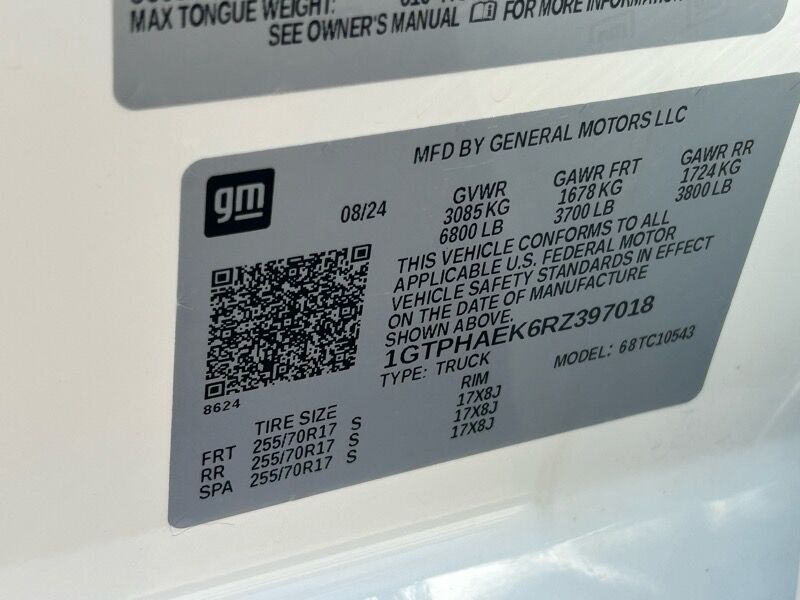 MAX TONGUE WEIGHT:
SEE OWNER'S MANUAL FOR MORE INFORMATION
MFD BY GENERAL MOTORS LLC
gm
08/24
GVWR GAWR FRT GAWR RR
3085 KG 1678 KG 1724 KG
6800 LB 3700 LB 3800 LB
THIS VEHICLE CONFORMS TO ALL
APPLICABLE U.S. FEDERAL MOTOR
VEHICLE SAFETY STANDARDS IN EFFECT
ON THE DATE OF MANUFACTURE
SHOWN ABOVE.
1GTPHAEK6RZ397018
TYPE: TRUCK MODEL: 68TC10543
8624
TIRE SIZE RIM
FRT 255/70R17 S 17X8J
RR 255/70R17 S 17X8J
SPA 255/70R17 S 17X8J